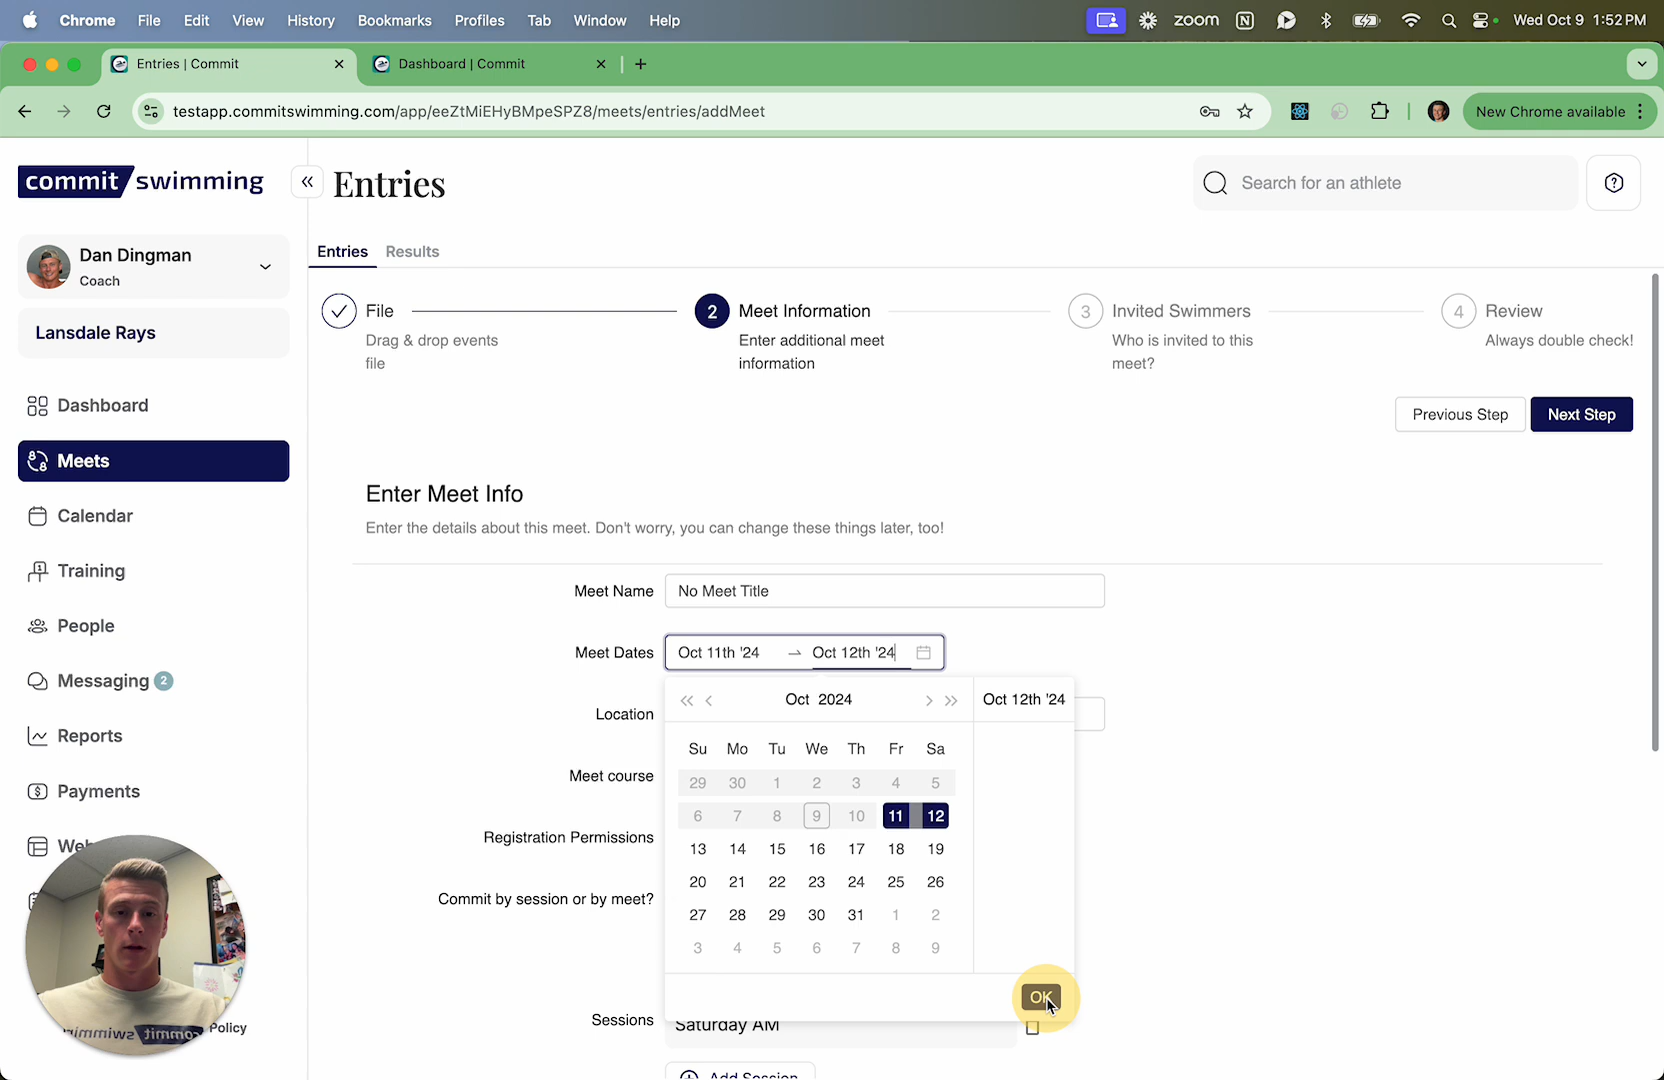 Chrome File Edit View History Bookmarks Profiles Tab Window Help zoom Wed Oct 9 1:52 PM
Entries | Commit Dashboard | Commit
testapp.commitswimming.com/app/eeZtMiEHyBMpeSPZ8/meets/entries/addMeet New Chrome available
commit swimming
Entries
Search for an athlete
Dan Dingman
Coach
Lansdale Rays
Dashboard
Meets
Calendar
Training
People
Messaging 2
Reports
Payments
Policy
Entries Results
File
Drag & drop events
file
2 Meet Information
Enter additional meet
information
3 Invited Swimmers
Who is invited to this
meet?
4 Review
Always double check!
Previous Step Next Step
Enter Meet Info
Enter the details about this meet. Don't worry, you can change these things later, too!
Meet Name No Meet Title
Meet Dates Oct 11th '24 Oct 12th '24
Location
Meet course
Registration Permissions
Commit by session or by meet?
Oct 2024 Oct 12th '24
Su Mo Tu We Th Fr Sa
29 30 1 2 3 4 5
6 7 8 9 10 11 12
13 14 15 16 17 18 19
20 21 22 23 24 25 26
27 28 29 30 31 1 2
3 4 5 6 7 8 9
OK
Sessions Saturday AM
Add Session